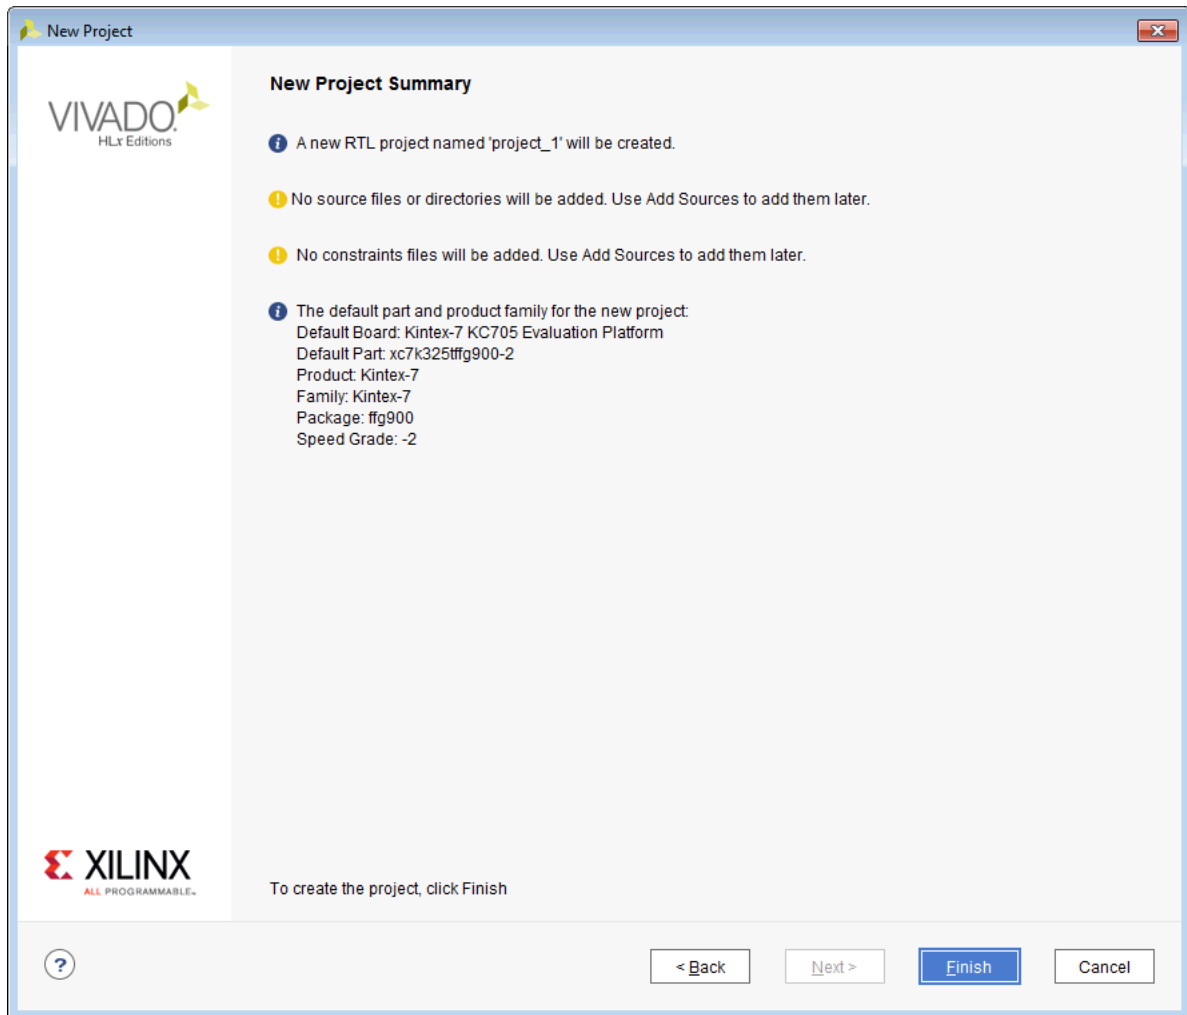 New Project
VIVADO.
HLx Editions
New Project Summary
A new RTL project named 'project_1' will be created.
No source files or directories will be added. Use Add Sources to add them later.
No constraints files will be added. Use Add Sources to add them later.
The default part and product family for the new project:
Default Board: Kintex-7 KC705 Evaluation Platform
Default Part: xc7k325tffg900-2
Product: Kintex-7
Family: Kintex-7
Package: ffg900
Speed Grade: -2
XILINX
ALL PROGRAMMABLE™
To create the project, click Finish
?
< Back
Next >
Finish
Cancel